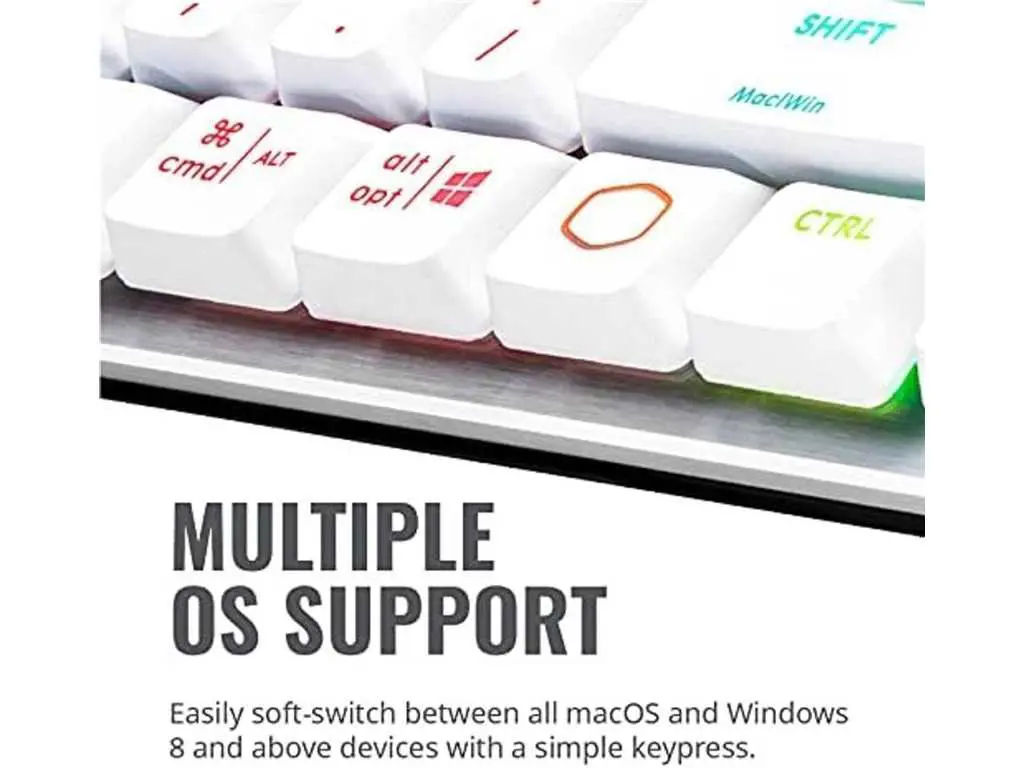 SHIFT
Mac|Win
⌘
cmd/ALT
alt
opt/
CTRL
MULTIPLE
OS SUPPORT
Easily soft-switch between all macOS and Windows
8 and above devices with a simple keypress.